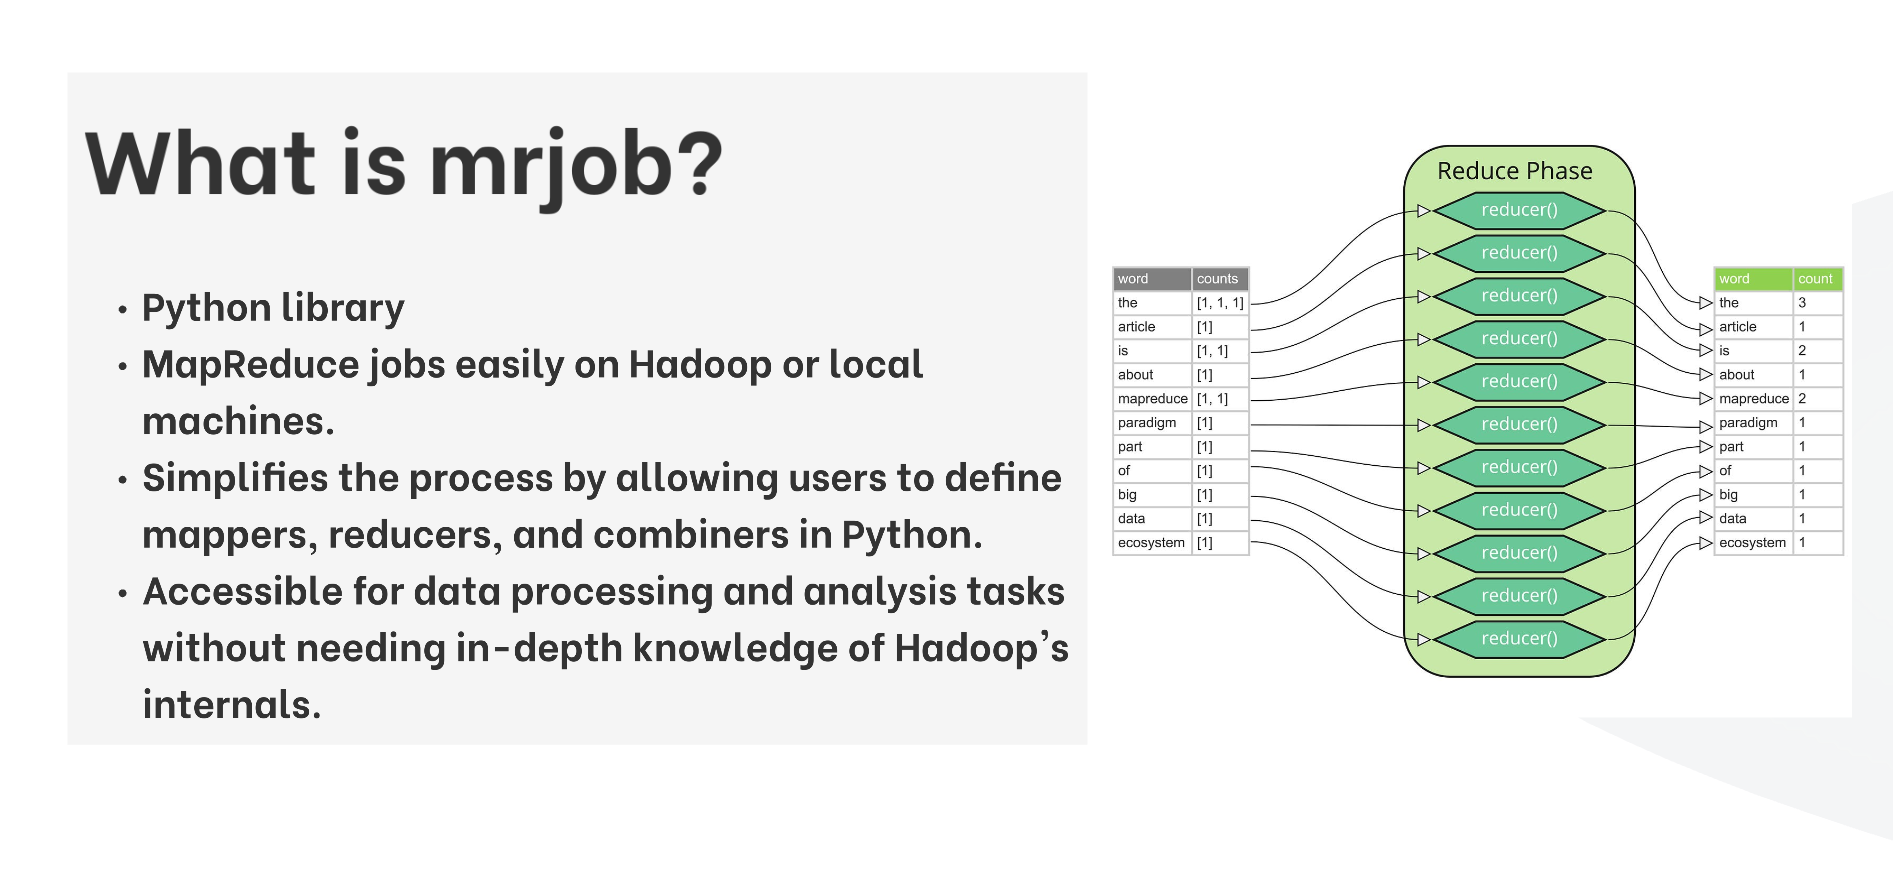 What is mrjob?
• Python library
• MapReduce jobs easily on Hadoop or local
machines.
• Simplifies the process by allowing users to define
mappers, reducers, and combiners in Python.
• Accessible for data processing and analysis tasks
without needing in-depth knowledge of Hadoop's
internals.
word counts
the [1, 1, 1]
article [1]
is [1, 1]
about [1]
mapreduce [1, 1]
paradigm [1]
part [1]
of [1]
big [1]
data [1]
ecosystem [1]
Reduce Phase
reducer()
reducer()
reducer()
reducer()
reducer()
reducer()
reducer()
reducer()
reducer()
reducer()
reducer()
word count
the 3
article 1
is 2
about 1
mapreduce 2
paradigm 1
part 1
of 1
big 1
data 1
ecosystem 1